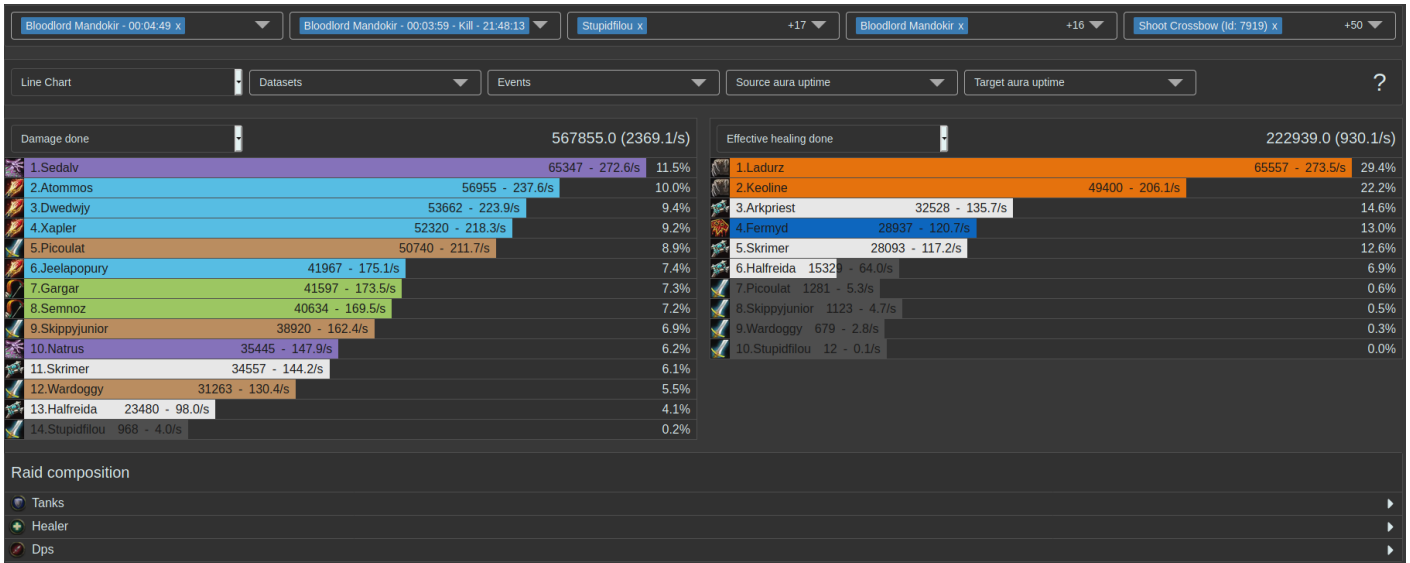 Bloodlord Mandokir - 00:04:49 x Bloodlord Mandokir - 00:03:59 - Kill - 21:48:13 Stupidfilou x +17 Bloodlord Mandokir x +16 Shoot Crossbow (Id: 7919) x +50
Line Chart Datasets Events Source aura uptime Target aura uptime ?
Damage done 567855.0 (2369.1/s)
1.Sedalv 65347 - 272.6/s 11.5%
2.Atommos 56955 - 237.6/s 10.0%
3.Dwedwjy 53662 - 223.9/s 9.4%
4.Xapler 52320 - 218.3/s 9.2%
5.Picoulat 50740 - 211.7/s 8.9%
6.Jeelapopury 41967 - 175.1/s 7.4%
7.Gargar 41597 - 173.5/s 7.3%
8.Semnoz 40634 - 169.5/s 7.2%
9.Skippyjunior 38920 - 162.4/s 6.9%
10.Natrus 35445 - 147.9/s 6.2%
11.Skrimer 34557 - 144.2/s 6.1%
12.Wardoggy 31263 - 130.4/s 5.5%
13.Halfreida 23480 - 98.0/s 4.1%
14.Stupidfilou 968 - 4.0/s 0.2%
Effective healing done 222939.0 (930.1/s)
1.Ladurz 65557 - 273.5/s 29.4%
2.Keoline 49400 - 206.1/s 22.2%
3.Arkpriest 32528 - 135.7/s 14.6%
4.Fermyd 28937 - 120.7/s 13.0%
5.Skrimer 28093 - 117.2/s 12.6%
6.Halfreida 15329 - 64.0/s 6.9%
7.Picoulat 1281 - 5.3/s 0.6%
8.Skippyjunior 1123 - 4.7/s 0.5%
9.Wardoggy 679 - 2.8/s 0.3%
10.Stupidfilou 12 - 0.1/s 0.0%
Raid composition
Tanks
Healer
Dps